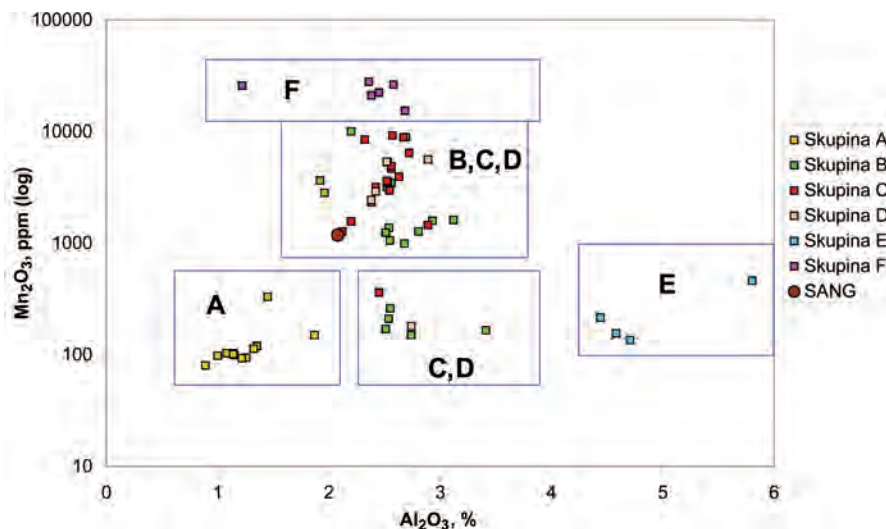 100000
10000
1000
100
10
Mn₂O₃, ppm (log)
F
B,C,D
A
C,D
E
0 1 2 3 4 5 6
Al₂O₃, %
Skupina A
Skupina B
Skupina C
Skupina D
Skupina E
Skupina F
SANG